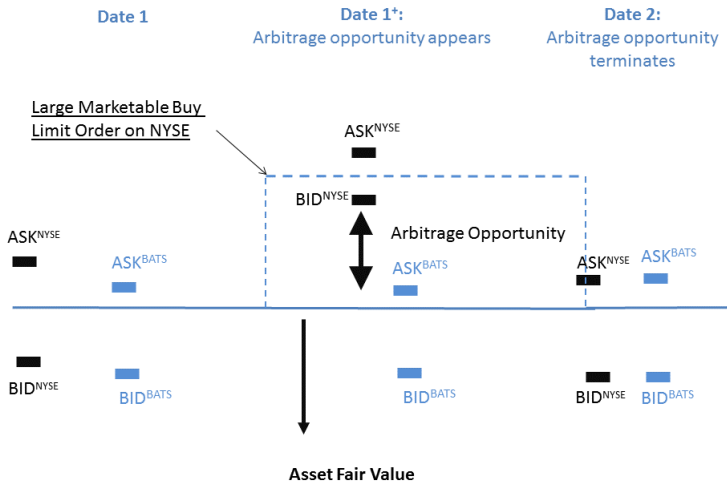 Date 1
Date 1⁺:
Arbitrage opportunity appears
Date 2:
Arbitrage opportunity
terminates
Large Marketable Buy
Limit Order on NYSE
ASK^NYSE
BID^NYSE
ASK^NYSE
Arbitrage Opportunity
ASK^BATS
ASK^BATS
ASK^NYSE
ASK^BATS
BID^NYSE
BID^BATS
BID^BATS
BID^NYSE
BID^BATS
Asset Fair Value